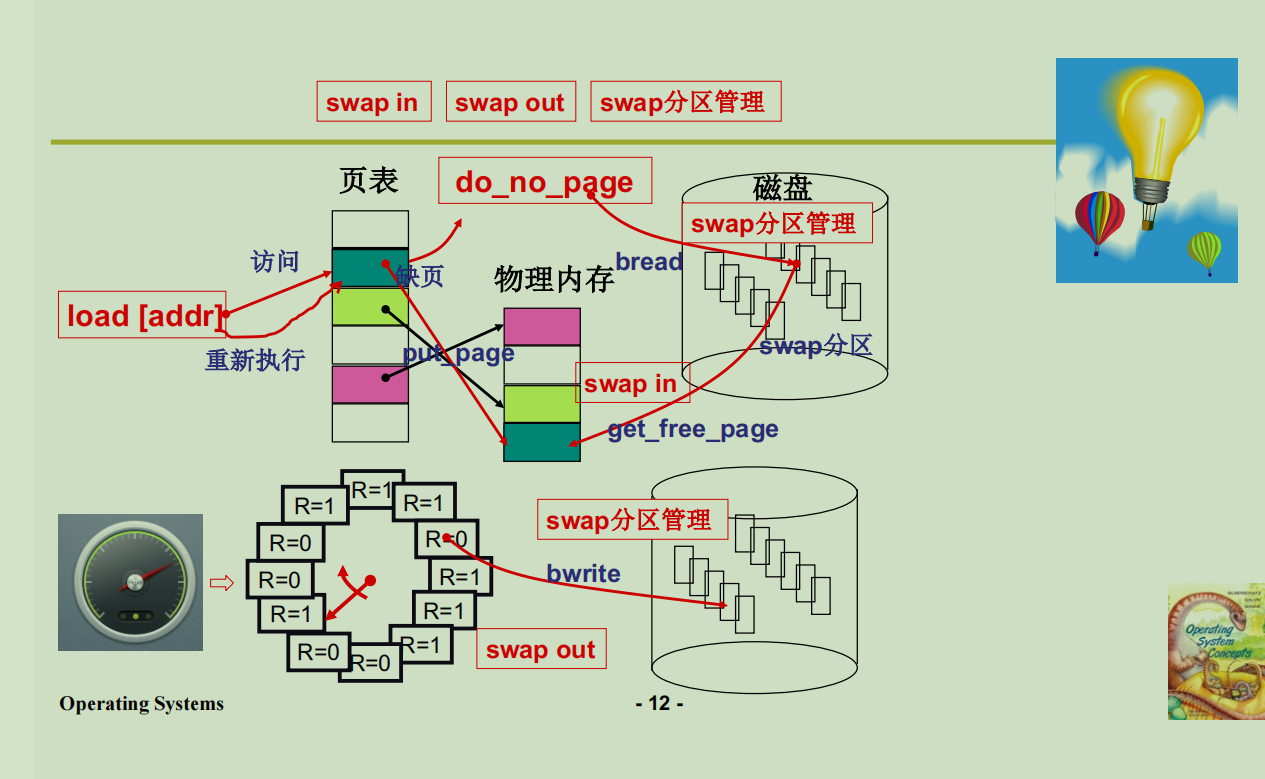 swap in
swap out
swap分区管理
页表
do_no_page
磁盘
swap分区管理
访问
缺页
物理内存
bread
load [addr]
重新执行
put_page
swap分区
swap in
get_free_page
R=1
R=1
R=1
R=0
R=0
R=0
R=1
R=1
R=1
R=0
R=0
R=1
swap分区管理
bwrite
swap out
SILBERSCHATZ
GALVIN
GAGNE
Operating
System
Concepts
Operating Systems
- 12 -